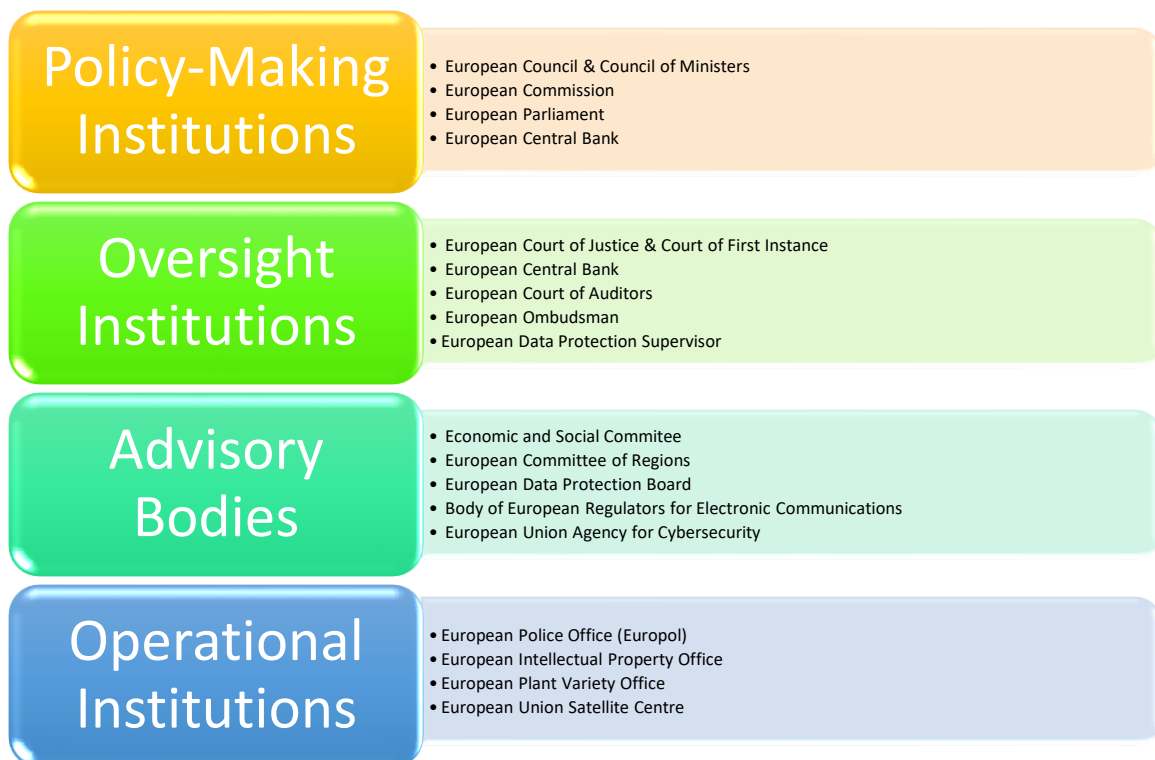 Policy-Making
Institutions
• European Council & Council of Ministers
• European Commission
• European Parliament
• European Central Bank
Oversight
Institutions
• European Court of Justice & Court of First Instance
• European Central Bank
• European Court of Auditors
• European Ombudsman
• European Data Protection Supervisor
Advisory
Bodies
• Economic and Social Commitee
• European Committee of Regions
• European Data Protection Board
• Body of European Regulators for Electronic Communications
• European Union Agency for Cybersecurity
Operational
Institutions
• European Police Office (Europol)
• European Intellectual Property Office
• European Plant Variety Office
• European Union Satellite Centre